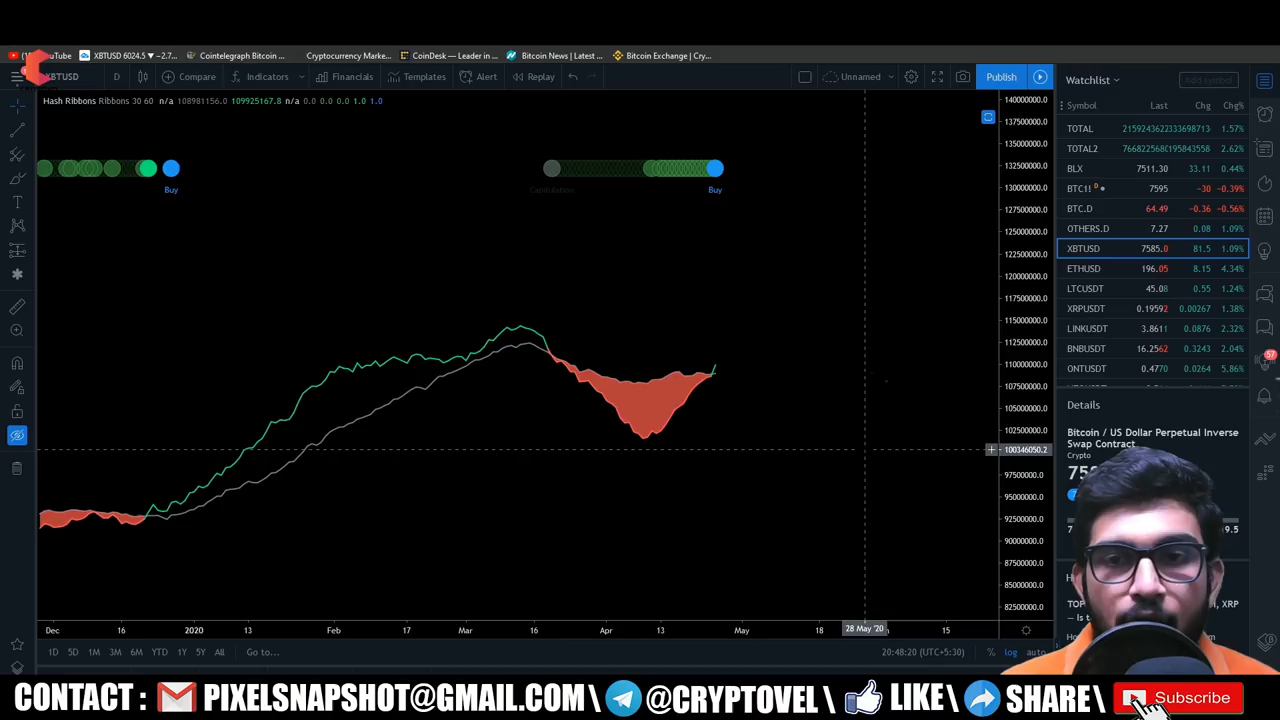 YouTube
XBTUSD 6024.5 ▼ −2.7...
Cointelegraph Bitcoin ...
Cryptocurrency Marke...
CoinDesk — Leader in ...
Bitcoin News | Latest ...
Bitcoin Exchange | Cry...
XBTUSD
D
Compare
Indicators
Financials
Templates
Alert
Replay
Unnamed
Publish
Watchlist
Add symbol
Hash Ribbons Ribbons 30 60 n/a 108981156.0 109925167.8 n/a 0.0 0.0 0.0 1.0 1.0
Buy
Capitulation
Buy
140000000.0
137500000.0
135000000.0
132500000.0
130000000.0
127500000.0
125000000.0
122500000.0
120000000.0
117500000.0
115000000.0
112500000.0
110000000.0
107500000.0
105000000.0
102500000.0
100346050.2
97500000.0
95000000.0
92500000.0
90000000.0
87500000.0
85000000.0
82500000.0
Dec 16 2020 13 Feb 17 Mar 16 Apr 13 May 18 28 May '20 15
1D 5D 1M 3M 6M YTD 1Y 5Y All Go to...
20:48:20 (UTC+5:30) % log auto
Symbol Last Chg Chg%
TOTAL 2159243622333698713 1.57%
TOTAL2 766822568195843558 2.62%
BLX 7511.30 33.11 0.44%
BTC1! D 7595 −30 −0.39%
BTC.D 64.49 −0.36 −0.56%
OTHERS.D 7.27 0.08 1.09%
XBTUSD 7585.0 81.5 1.09%
ETHUSD 196.05 8.15 4.34%
LTCUSDT 45.08 0.55 1.24%
XRPUSDT 0.19592 0.00267 1.38%
LINKUSDT 3.8611 0.0876 2.32%
BNBUSDT 16.2562 0.3243 2.04%
ONTUSDT 0.4770 0.0264 5.86%
57
Details
Bitcoin / US Dollar Perpetual Inverse
Swap Contract
Crypto
CONTACT : PIXELSNAPSHOT@GMAIL.COM\ @CRYPTOVEL\ LIKE\ SHARE\ Subscribe